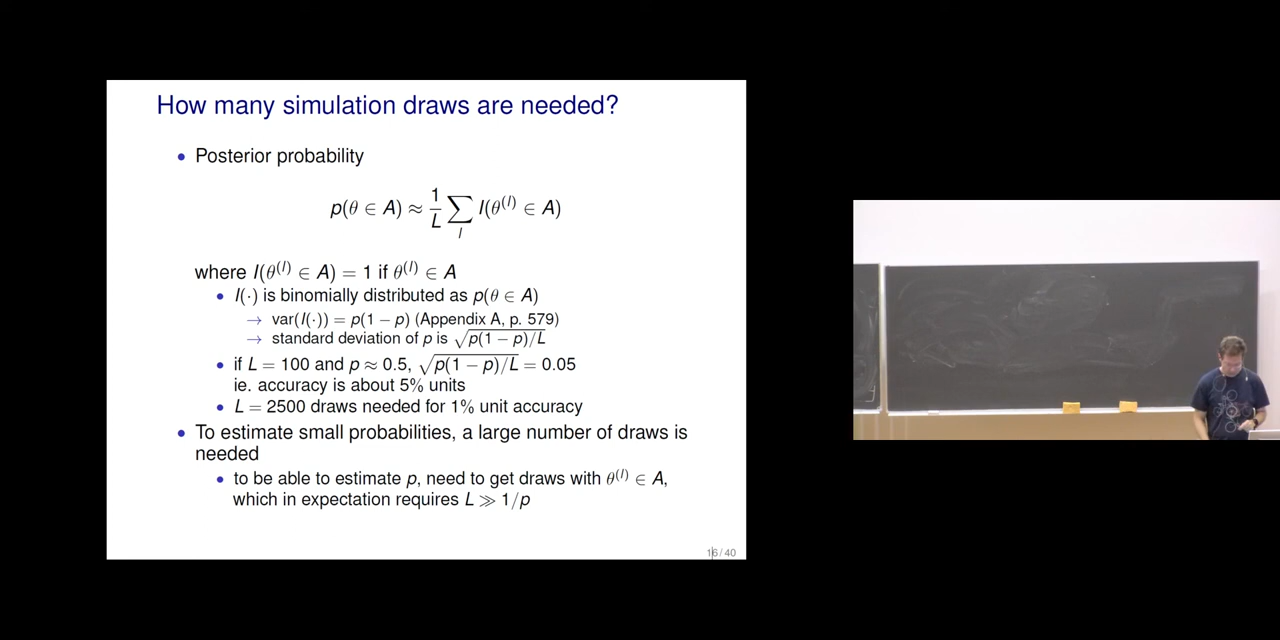 How many simulation draws are needed?
• Posterior probability
p(θ ∈ A) ≈ 1/L ∑_l I(θ^(l) ∈ A)
where I(θ^(l) ∈ A) = 1 if θ^(l) ∈ A
• I(·) is binomially distributed as p(θ ∈ A)
→ var(I(·)) = p(1 − p) (Appendix A, p. 579)
→ standard deviation of p is √p(1 − p)/L
• if L = 100 and p ≈ 0.5, √p(1 − p)/L = 0.05
ie. accuracy is about 5% units
• L = 2500 draws needed for 1% unit accuracy
• To estimate small probabilities, a large number of draws is
needed
• to be able to estimate p, need to get draws with θ^(l) ∈ A,
which in expectation requires L ≫ 1/p
16 / 40